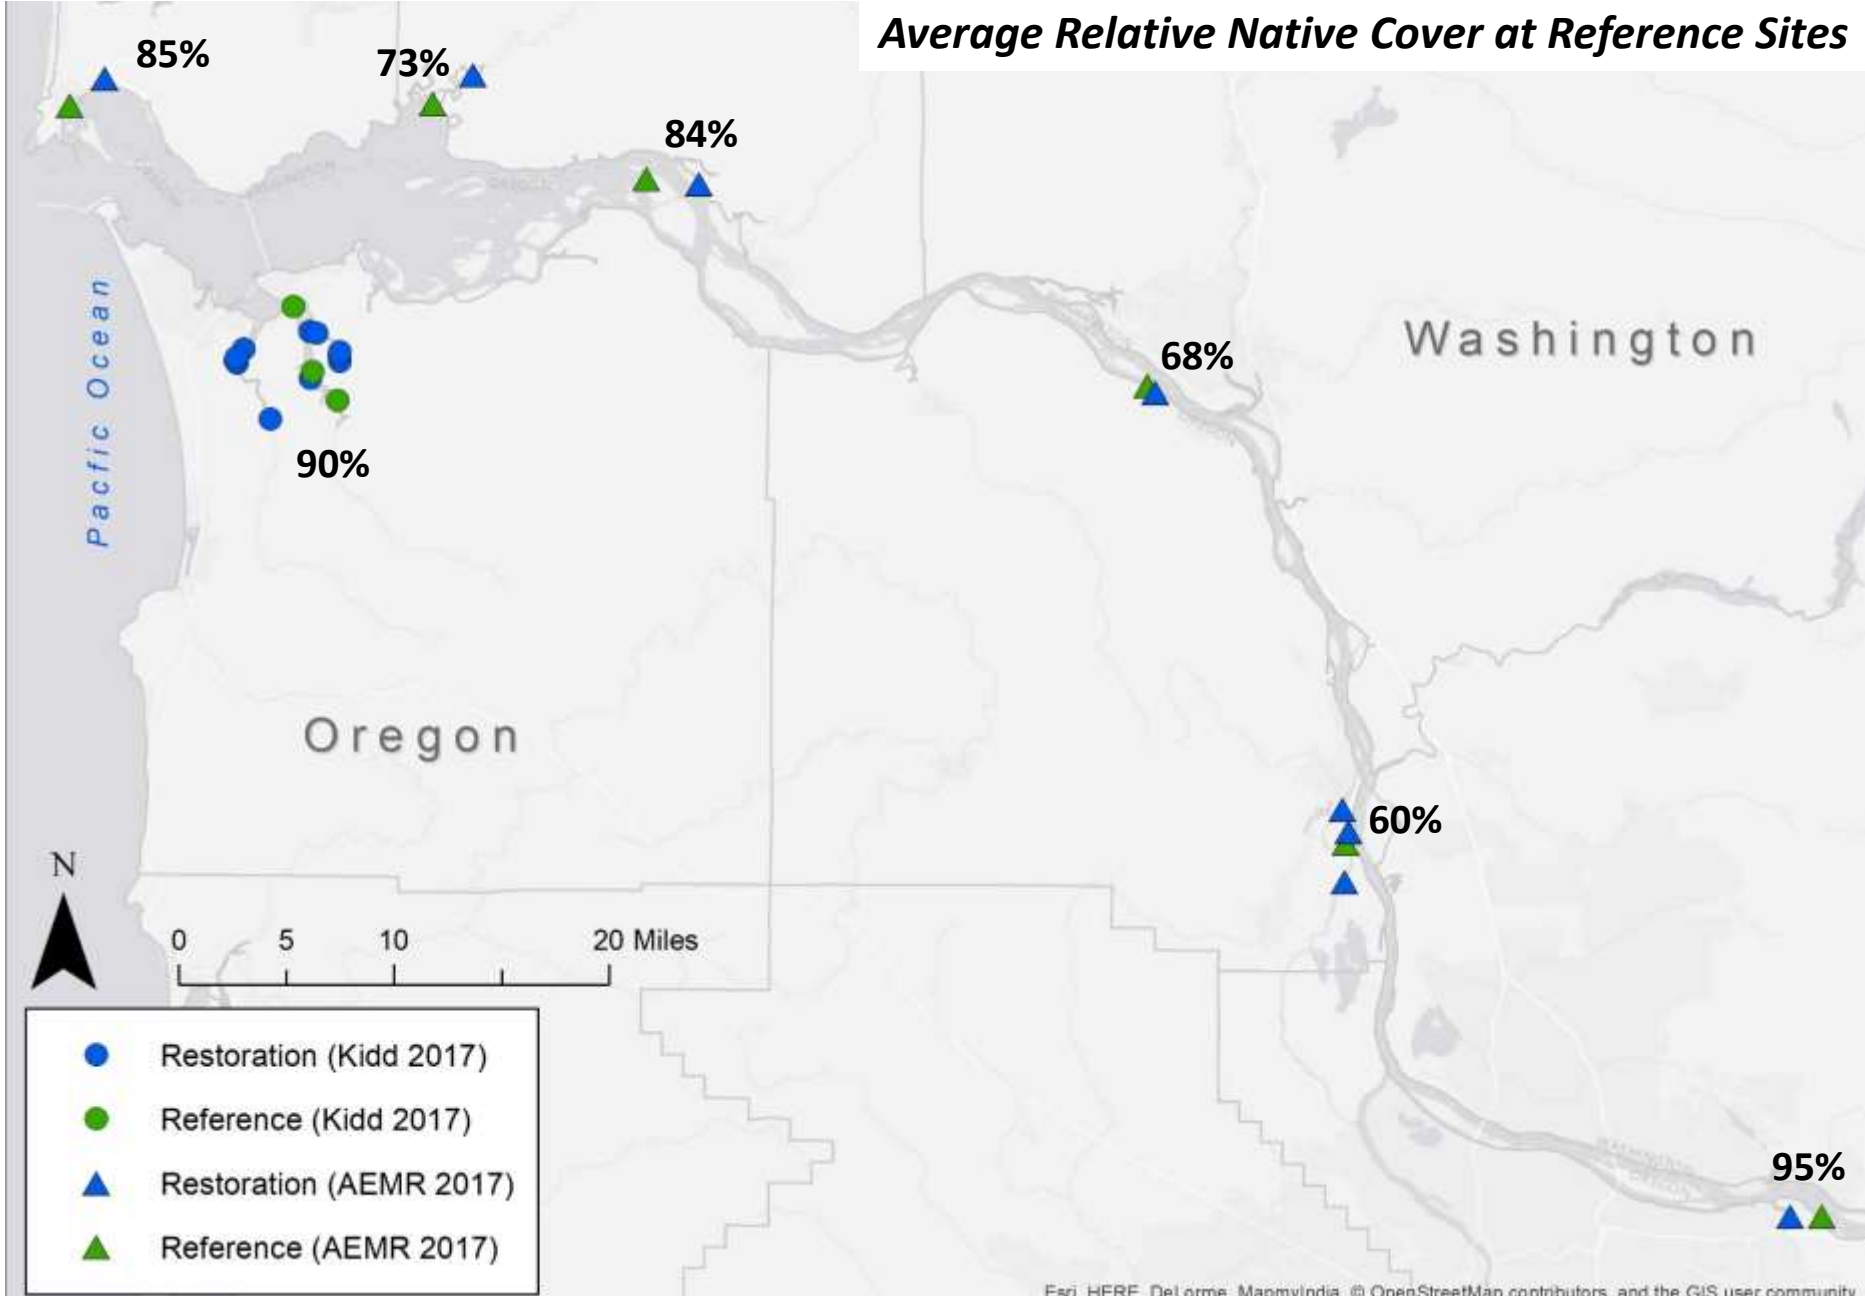 Average Relative Native Cover at Reference Sites
85%
73%
84%
68%
Washington
Pacific Ocean
90%
Oregon
60%
N
0 5 10 20 Miles
95%
Restoration (Kidd 2017)
Reference (Kidd 2017)
Restoration (AEMR 2017)
Reference (AEMR 2017)
WASHINGTON
OREGON
Esri, HERE, DeLorme, MapmyIndia, © OpenStreetMap contributors, and the GIS user community